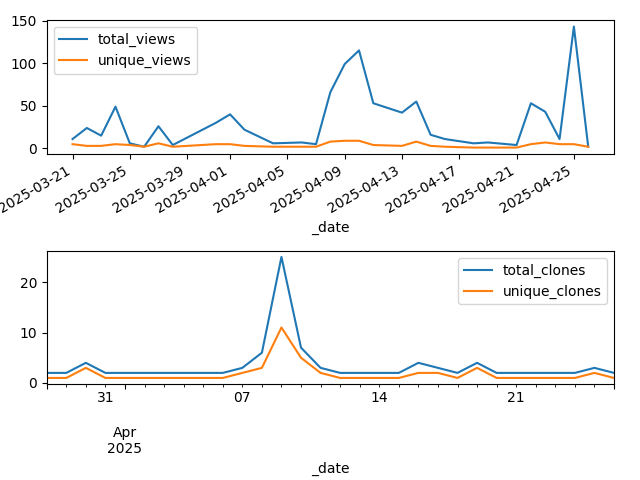 150
100
50
0
total_views
unique_views
2025-03-21
2025-03-25
2025-03-29
2025-04-01
2025-04-05
2025-04-09
2025-04-13
2025-04-17
2025-04-21
2025-04-25
_date
20
10
0
total_clones
unique_clones
31 07 14 21
Apr
2025
_date